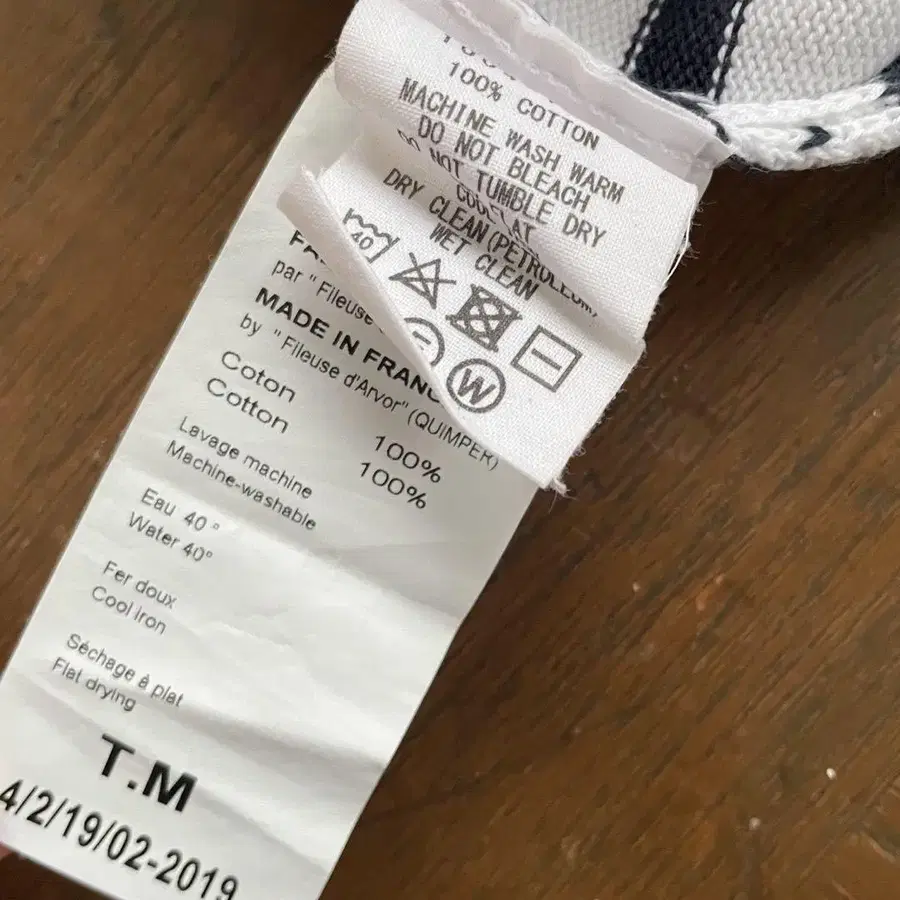 100% COTTON
MACHINE WASH WARM
DO NOT BLEACH
DO NOT TUMBLE DRY
AT
DRY CLEAN(PETROLEUM)
WET CLEAN
40
W
par " Fileuse
MADE IN FRANC
by " Fileuse d'Arvor" (QUIMPER)
Coton 100%
Cotton 100%
Lavage machine
Machine-washable
Eau 40°
Water 40°
Fer doux
Cool iron
Séchage à plat
Flat drying
T.M
4/2/19/02-2019